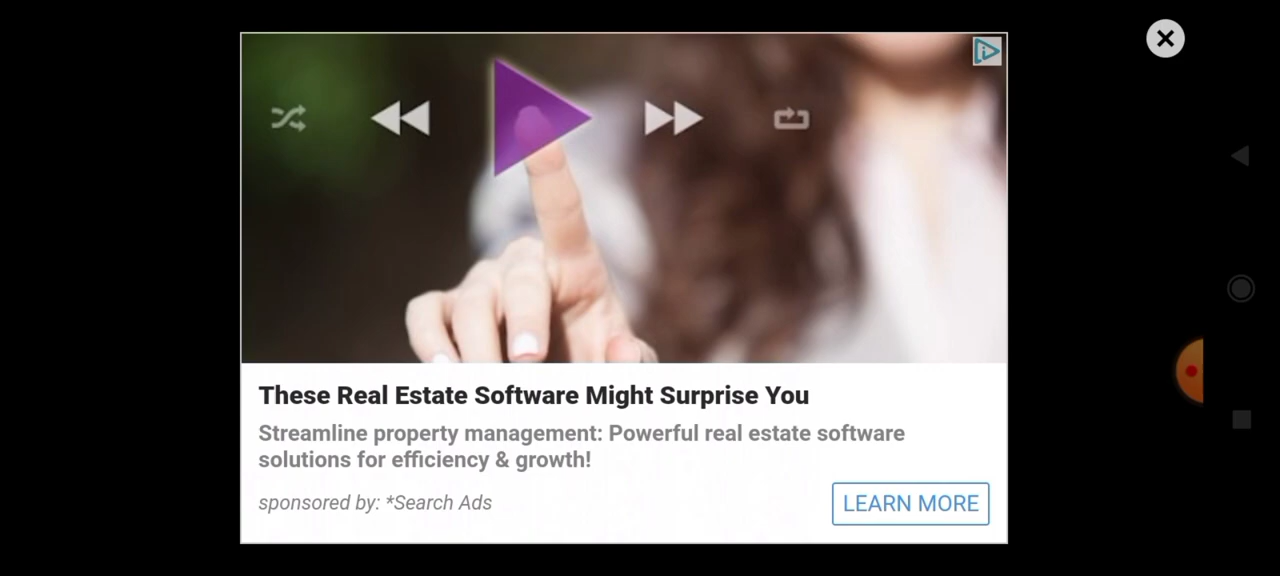 These Real Estate Software Might Surprise You
Streamline property management: Powerful real estate software
solutions for efficiency & growth!
sponsored by: *Search Ads
LEARN MORE